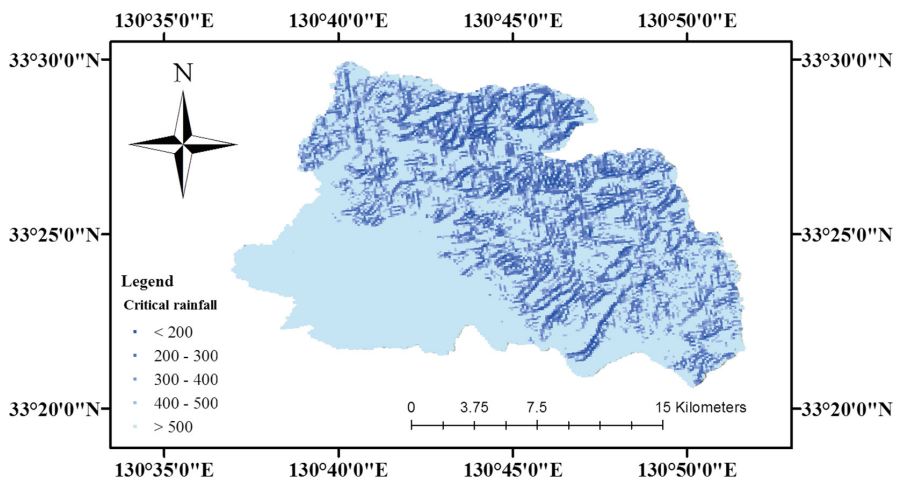 130°35'0"E 130°40'0"E 130°45'0"E 130°50'0"E
33°30'0"N 33°30'0"N
N
33°25'0"N 33°25'0"N
Legend
Critical rainfall
< 200
200 - 300
300 - 400
400 - 500
> 500
0 3.75 7.5 15 Kilometers
33°20'0"N 33°20'0"N
130°35'0"E 130°40'0"E 130°45'0"E 130°50'0"E